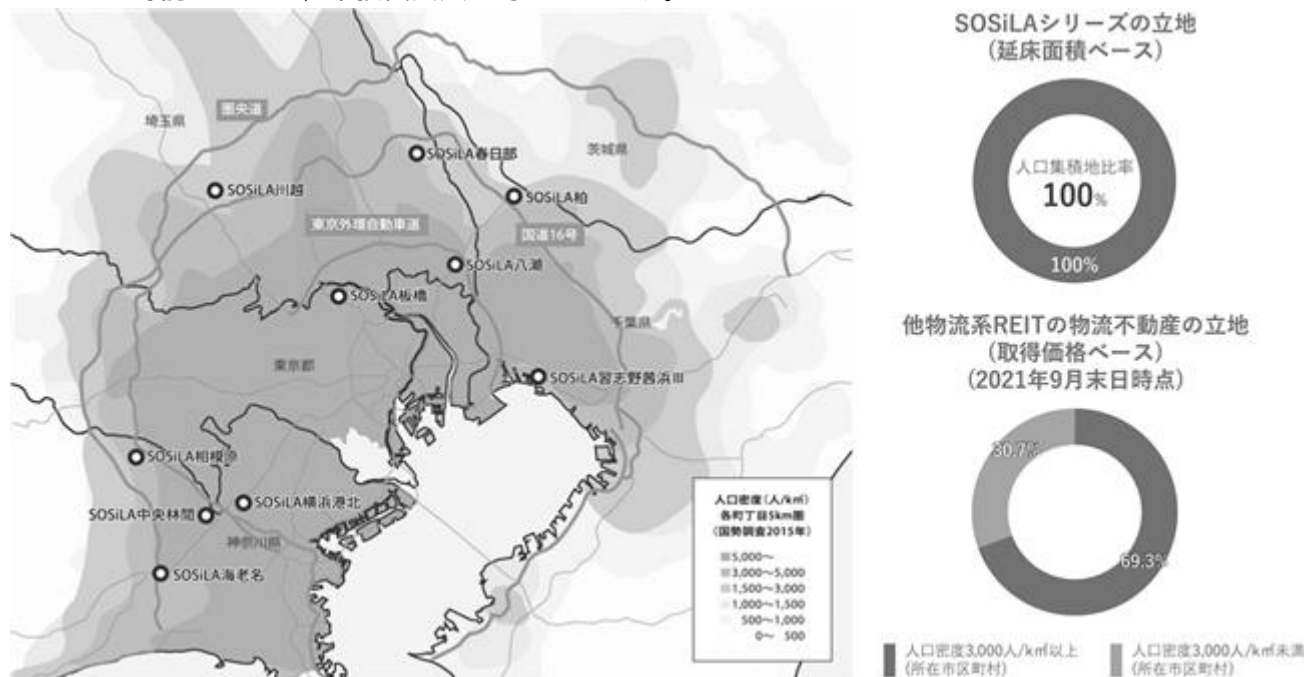 埼玉県
圏央道
SOSiLA春日部
茨城県
SOSiLA川越
SOSiLA柏
東京外環自動車道
国道16号
SOSiLA八潮
SOSiLA板橋
千葉県
東京都
SOSiLA習志野茜浜III
SOSiLA相模原
SOSiLA横浜港北
SOSiLA中央林間
神奈川県
SOSiLA海老名
人口密度(人/㎢)
各町丁目5km圏
(国勢調査2015年)
5,000～
3,000～5,000
1,500～3,000
1,000～1,500
500～1,000
0～ 500
SOSiLAシリーズの立地
(延床面積ベース)
人口集積地比率
100%
100%
他物流系REITの物流不動産の立地
(取得価格ベース)
(2021年9月末日時点)
30.7%
69.3%
人口密度3,000人/㎢以上
(所在市区町村)
人口密度3,000人/㎢未満
(所在市区町村)